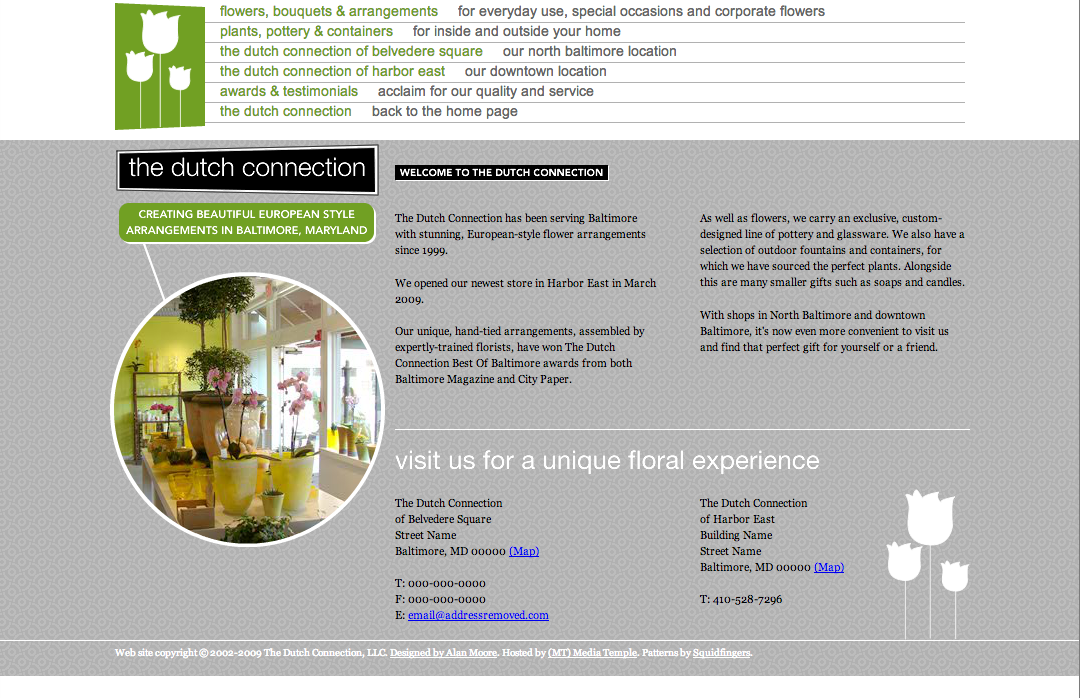 flowers, bouquets & arrangements for everyday use, special occasions and corporate flowers
plants, pottery & containers for inside and outside your home
the dutch connection of belvedere square our north baltimore location
the dutch connection of harbor east our downtown location
awards & testimonials acclaim for our quality and service
the dutch connection back to the home page
the dutch connection
CREATING BEAUTIFUL EUROPEAN STYLE
ARRANGEMENTS IN BALTIMORE, MARYLAND
WELCOME TO THE DUTCH CONNECTION
The Dutch Connection has been serving Baltimore
with stunning, European-style flower arrangements
since 1999.
We opened our newest store in Harbor East in March
2009.
Our unique, hand-tied arrangements, assembled by
expertly-trained florists, have won The Dutch
Connection Best Of Baltimore awards from both
Baltimore Magazine and City Paper.
As well as flowers, we carry an exclusive, custom-
designed line of pottery and glassware. We also have a
selection of outdoor fountains and containers, for
which we have sourced the perfect plants. Alongside
this are many smaller gifts such as soaps and candles.
With shops in North Baltimore and downtown
Baltimore, it's now even more convenient to visit us
and find that perfect gift for yourself or a friend.
visit us for a unique floral experience
The Dutch Connection
of Belvedere Square
Street Name
Baltimore, MD 00000 (Map)
T: 000-000-0000
F: 000-000-0000
E: email@addressremoved.com
The Dutch Connection
of Harbor East
Building Name
Street Name
Baltimore, MD 00000 (Map)
T: 410-528-7296
Web site copyright © 2002-2009 The Dutch Connection, LLC. Designed by Alan Moore. Hosted by (MT) Media Temple. Patterns by Squidfingers.